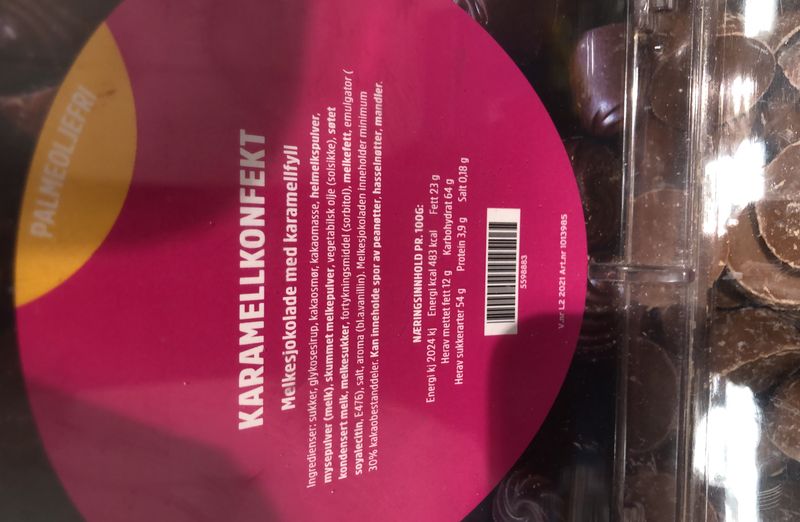 PALMEOLJEFRI
KARAMELLKONFEKT
Melkesjokolade med karamellfyll
Ingredienser: sukker, glykosesirup, kakaosmør, kakaomasse, helmelkspulver,
mysepulver (melk), skummet melkepulver, vegetabilsk olje (solsikke), søtet
kondensert melk, melkesukker, fortykningsmiddel (sorbitol), melkefett, emulgator (
soyalecitin, E476), salt, aroma (bl.a.vanillin), Melkesjokoladen inneholder minimum
30% kakaobestanddeler. Kan inneholde spor av peanøtter, hasselnøtter, mandler.
NÆRINGSINNHOLD PR. 100G:
Energi kj 2024 kj Energi kcal 483 kcal Fett 23 g
Herav mettet fett 12 g Karbohydrat 64 g
Herav sukkerarter 54 g Protein 3,9 g Salt 0,18 g
5598883
V.nr L2 2021 Art.nr 1013985